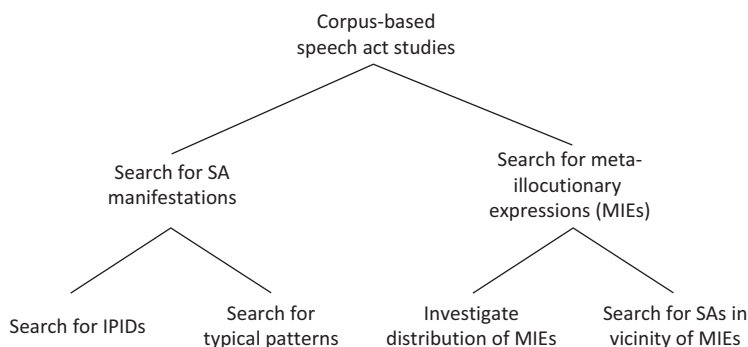 Corpus-based
speech act studies
Search for SA
manifestations
Search for meta-
illocutionary
expressions (MIEs)
Search for IPIDs
Search for
typical patterns
Investigate
distribution of MIEs
Search for SAs in
vicinity of MIEs